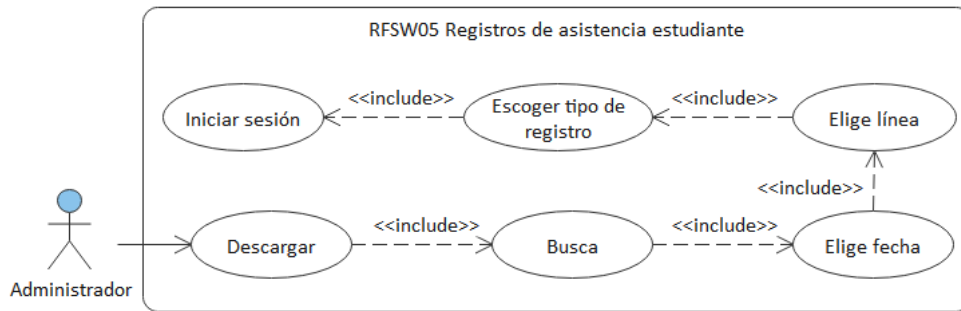 RFSW05 Registros de asistencia estudiante
<<include>>
<<include>>
Iniciar sesión
Escoger tipo de
registro
Elige línea
<<include>>
<<include>>
<<include>>
Descargar
Busca
Elige fecha
Administrador